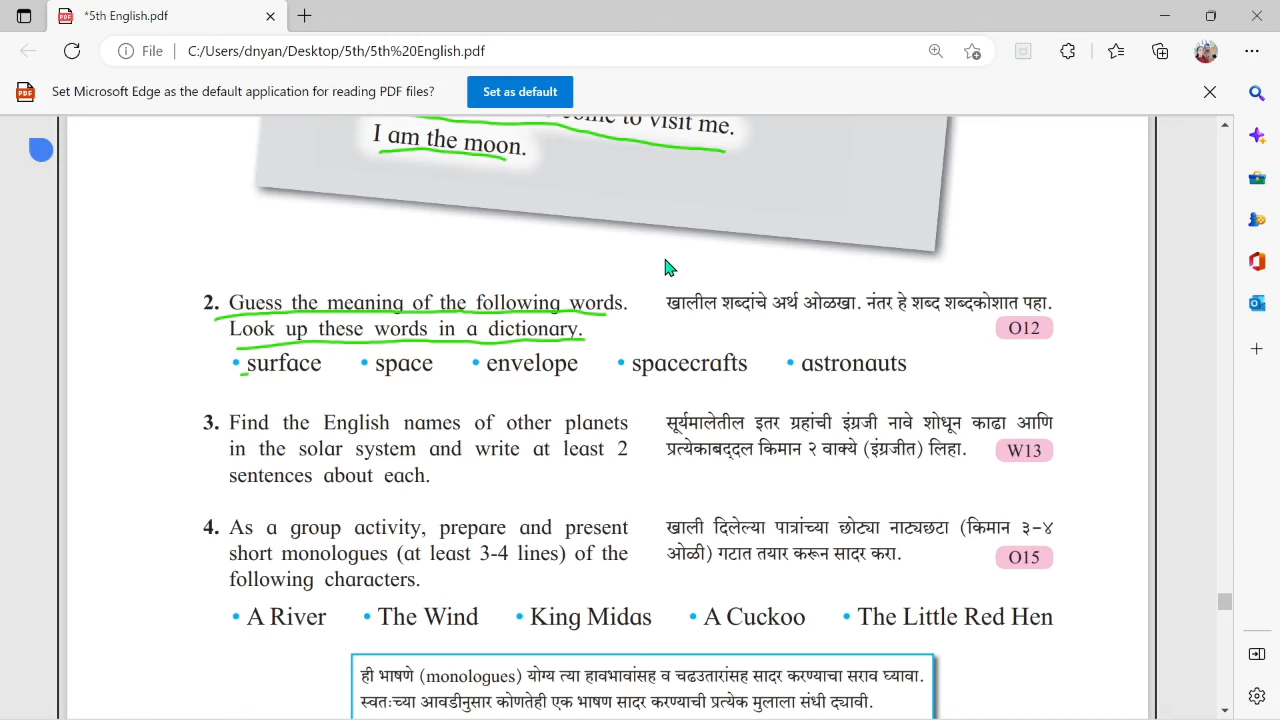 *5th English.pdf
File
C:/Users/dnyan/Desktop/5th/5th%20English.pdf
Set Microsoft Edge as the default application for reading PDF files?
Set as default
to visit me.
I am the moon.
2. Guess the meaning of the following words.
Look up these words in a dictionary.
खालील शब्दांचे अर्थ ओळखा. नंतर हे शब्द शब्दकोशात पहा.
O12
• surface • space • envelope • spacecrafts • astronauts
3. Find the English names of other planets
in the solar system and write at least 2
sentences about each.
सूर्यमालेतील इतर ग्रहांची इंग्रजी नावे शोधून काढा आणि
प्रत्येकाबद्दल किमान २ वाक्ये (इंग्रजीत) लिहा.
W13
4. As a group activity, prepare and present
short monologues (at least 3-4 lines) of the
following characters.
खाली दिलेल्या पात्रांच्या छोट्या नाट्यछटा (किमान ३-४
ओळी) गटात तयार करून सादर करा.
O15
• A River • The Wind • King Midas • A Cuckoo • The Little Red Hen
ही भाषणे (monologues) योग्य त्या हावभावांसह व चढउतारांसह सादर करण्याचा सराव घ्यावा.
स्वतःच्या आवडीनुसार कोणतेही एक भाषण सादर करण्याची प्रत्येक मुलाला संधी द्यावी.